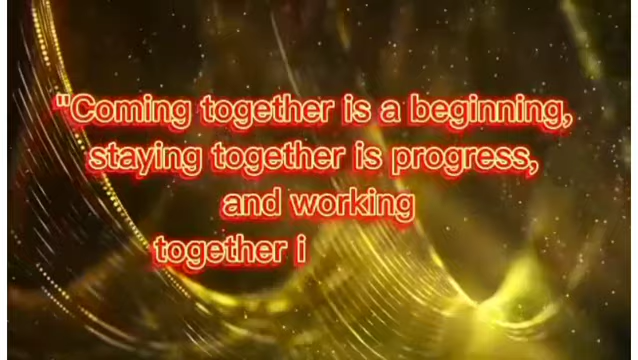 "Coming together is a beginning,
staying together is progress,
and working
together i